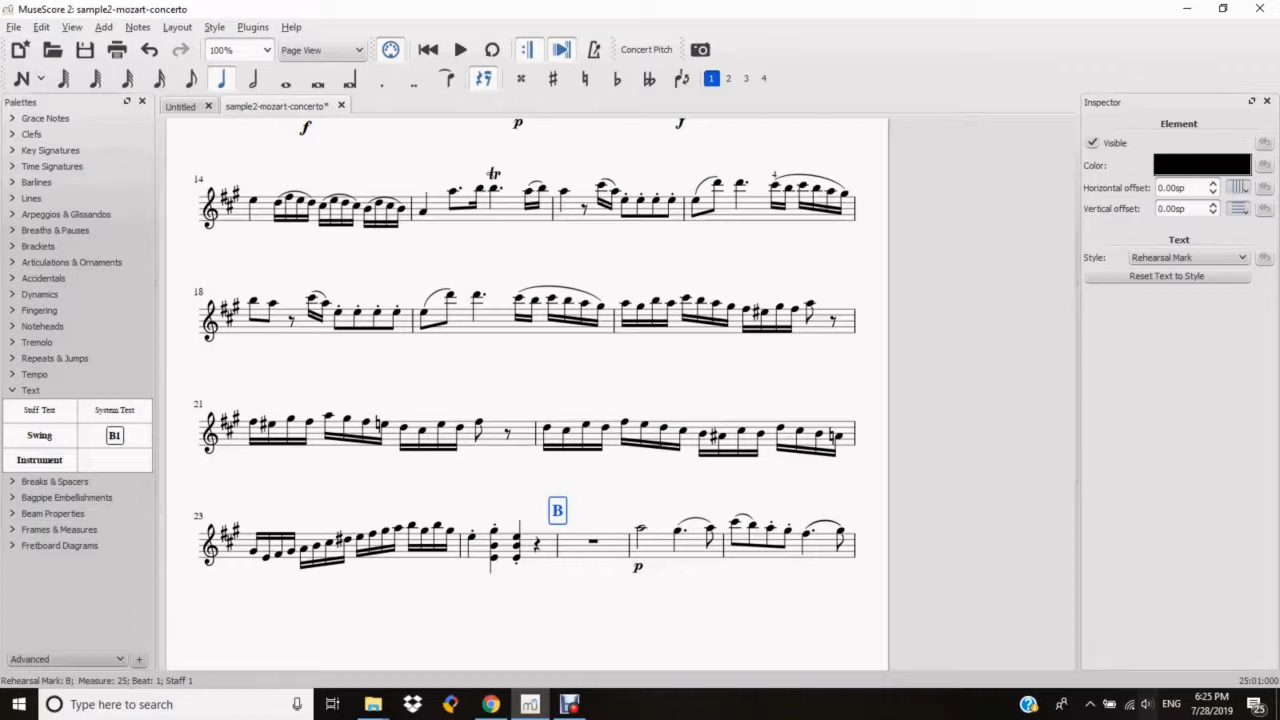 MuseScore 2: sample2-mozart-concerto
File Edit View Add Notes Layout Style Plugins Help
100% Page View Concert Pitch
1 2 3 4
Palettes
Untitled sample2-mozart-concerto*
Inspector
Grace Notes
Clefs
Key Signatures
Time Signatures
Barlines
Lines
Arpeggios & Glissandos
Breaths & Pauses
Brackets
Articulations & Ornaments
Accidentals
Dynamics
Fingering
Noteheads
Tremolo
Repeats & Jumps
Tempo
Text
Staff Text System Text
Swing B1
Instrument
Breaks & Spacers
Bagpipe Embellishments
Beam Properties
Frames & Measures
Fretboard Diagrams
Advanced +
f p f
14 tr 4
18
21
23 B
p
Element
Visible
Color:
Horizontal offset: 0.00sp
Vertical offset: 0.00sp
Text
Style: Rehearsal Mark
Reset Text to Style
Rehearsal Mark: B; Measure: 25; Beat: 1; Staff 1 25:01:000
Type here to search
ENG 6:25 PM
7/28/2019 25